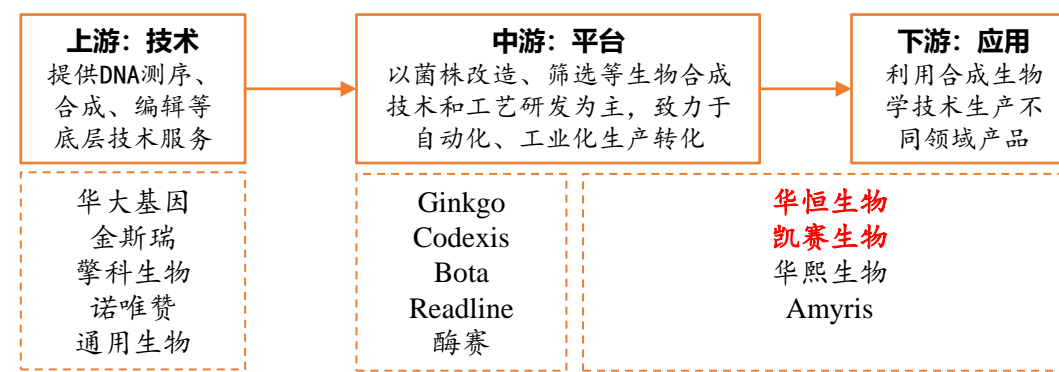 上游：技术
提供DNA测序、
合成、编辑等
底层技术服务
中游：平台
以菌株改造、筛选等生物合成
技术和工艺研发为主，致力于
自动化、工业化生产转化
下游：应用
利用合成生物
学技术生产不
同领域产品
华大基因
金斯瑞
擎科生物
诺唯赞
通用生物
Ginkgo
Codexis
Bota
Readline
酶赛
华恒生物
凯赛生物
华熙生物
Amyris